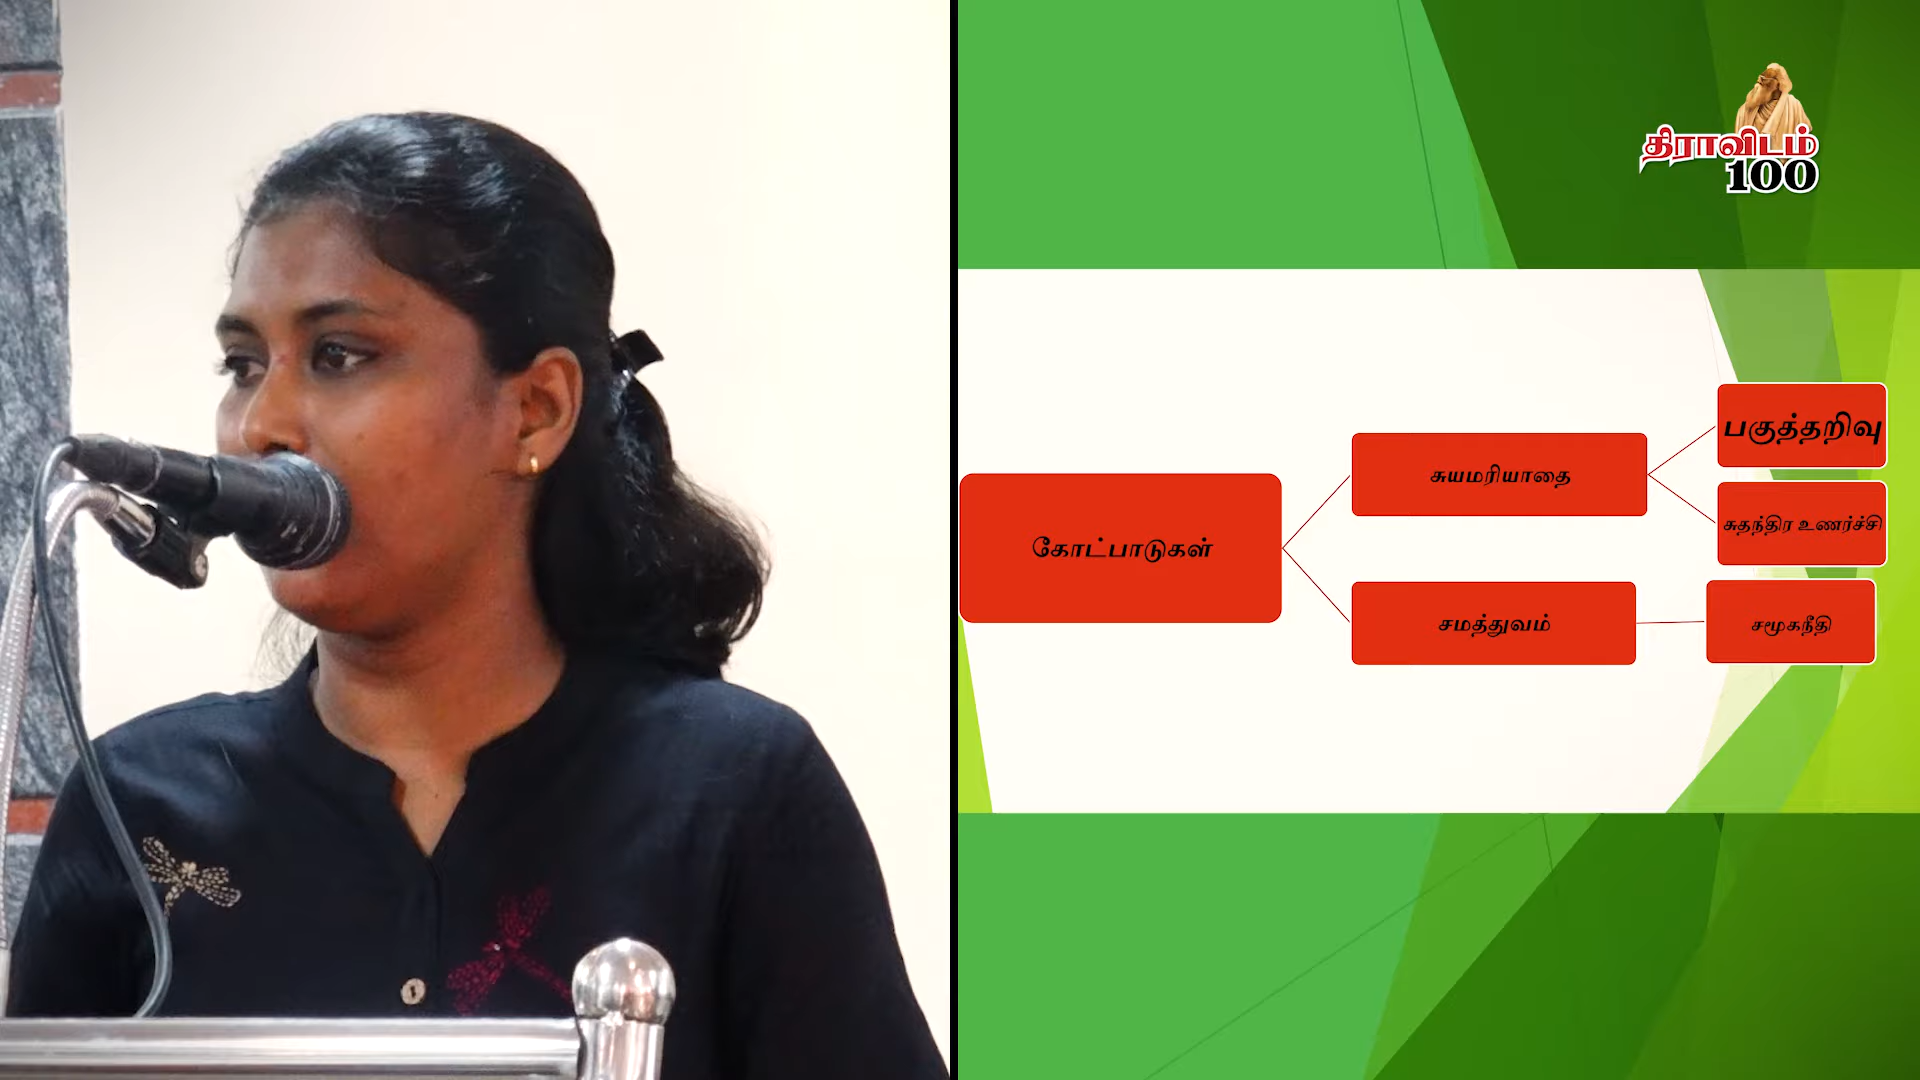 திராவிடம்
100
பகுத்தறிவு
சுயமரியாதை
சுதந்திர உணர்ச்சி
கோட்பாடுகள்
சமத்துவம்
சமூகநீதி